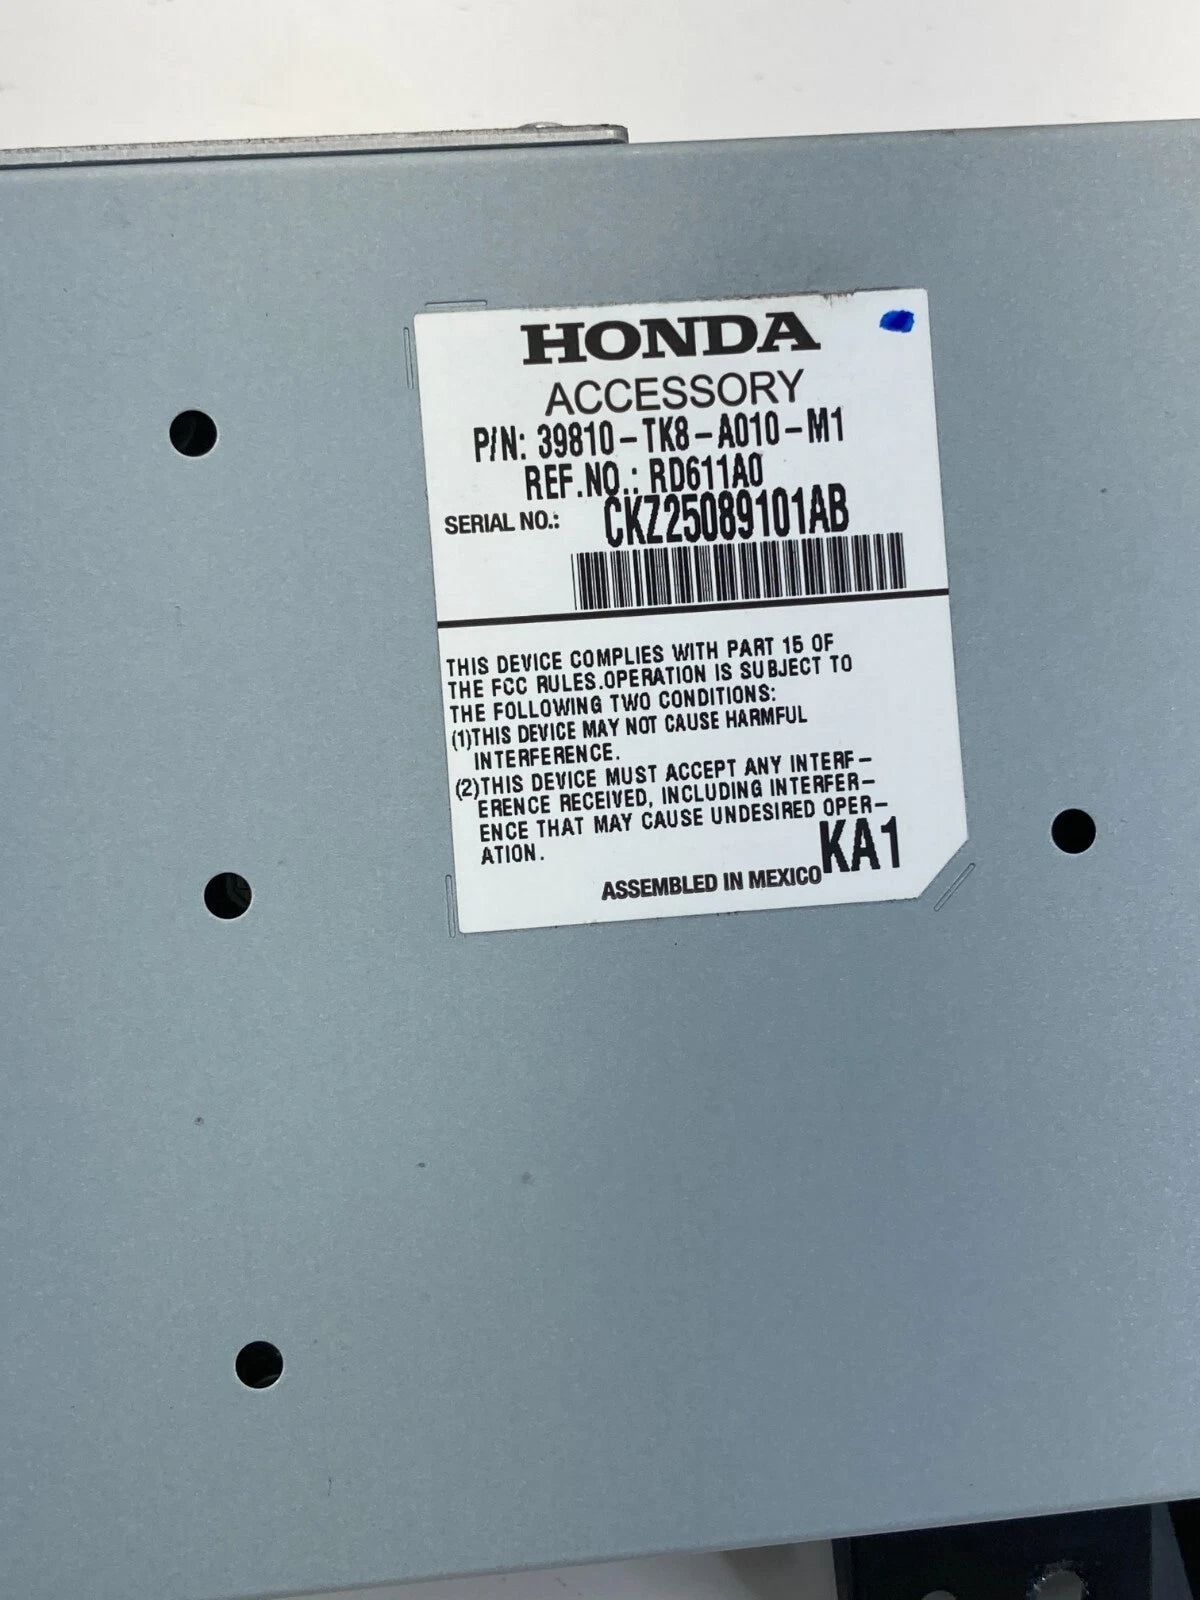 HONDA
ACCESSORY
P/N: 39810-TK8-A010-M1
REF.NO.: RD611A0
SERIAL NO.: CKZ25089101AB
THIS DEVICE COMPLIES WITH PART 15 OF
THE FCC RULES.OPERATION IS SUBJECT TO
THE FOLLOWING TWO CONDITIONS:
(1)THIS DEVICE MAY NOT CAUSE HARMFUL
INTERFERENCE.
(2)THIS DEVICE MUST ACCEPT ANY INTERF-
ERENCE RECEIVED, INCLUDING INTERFER-
ENCE THAT MAY CAUSE UNDESIRED OPER-
ATION.
KA1
ASSEMBLED IN MEXICO